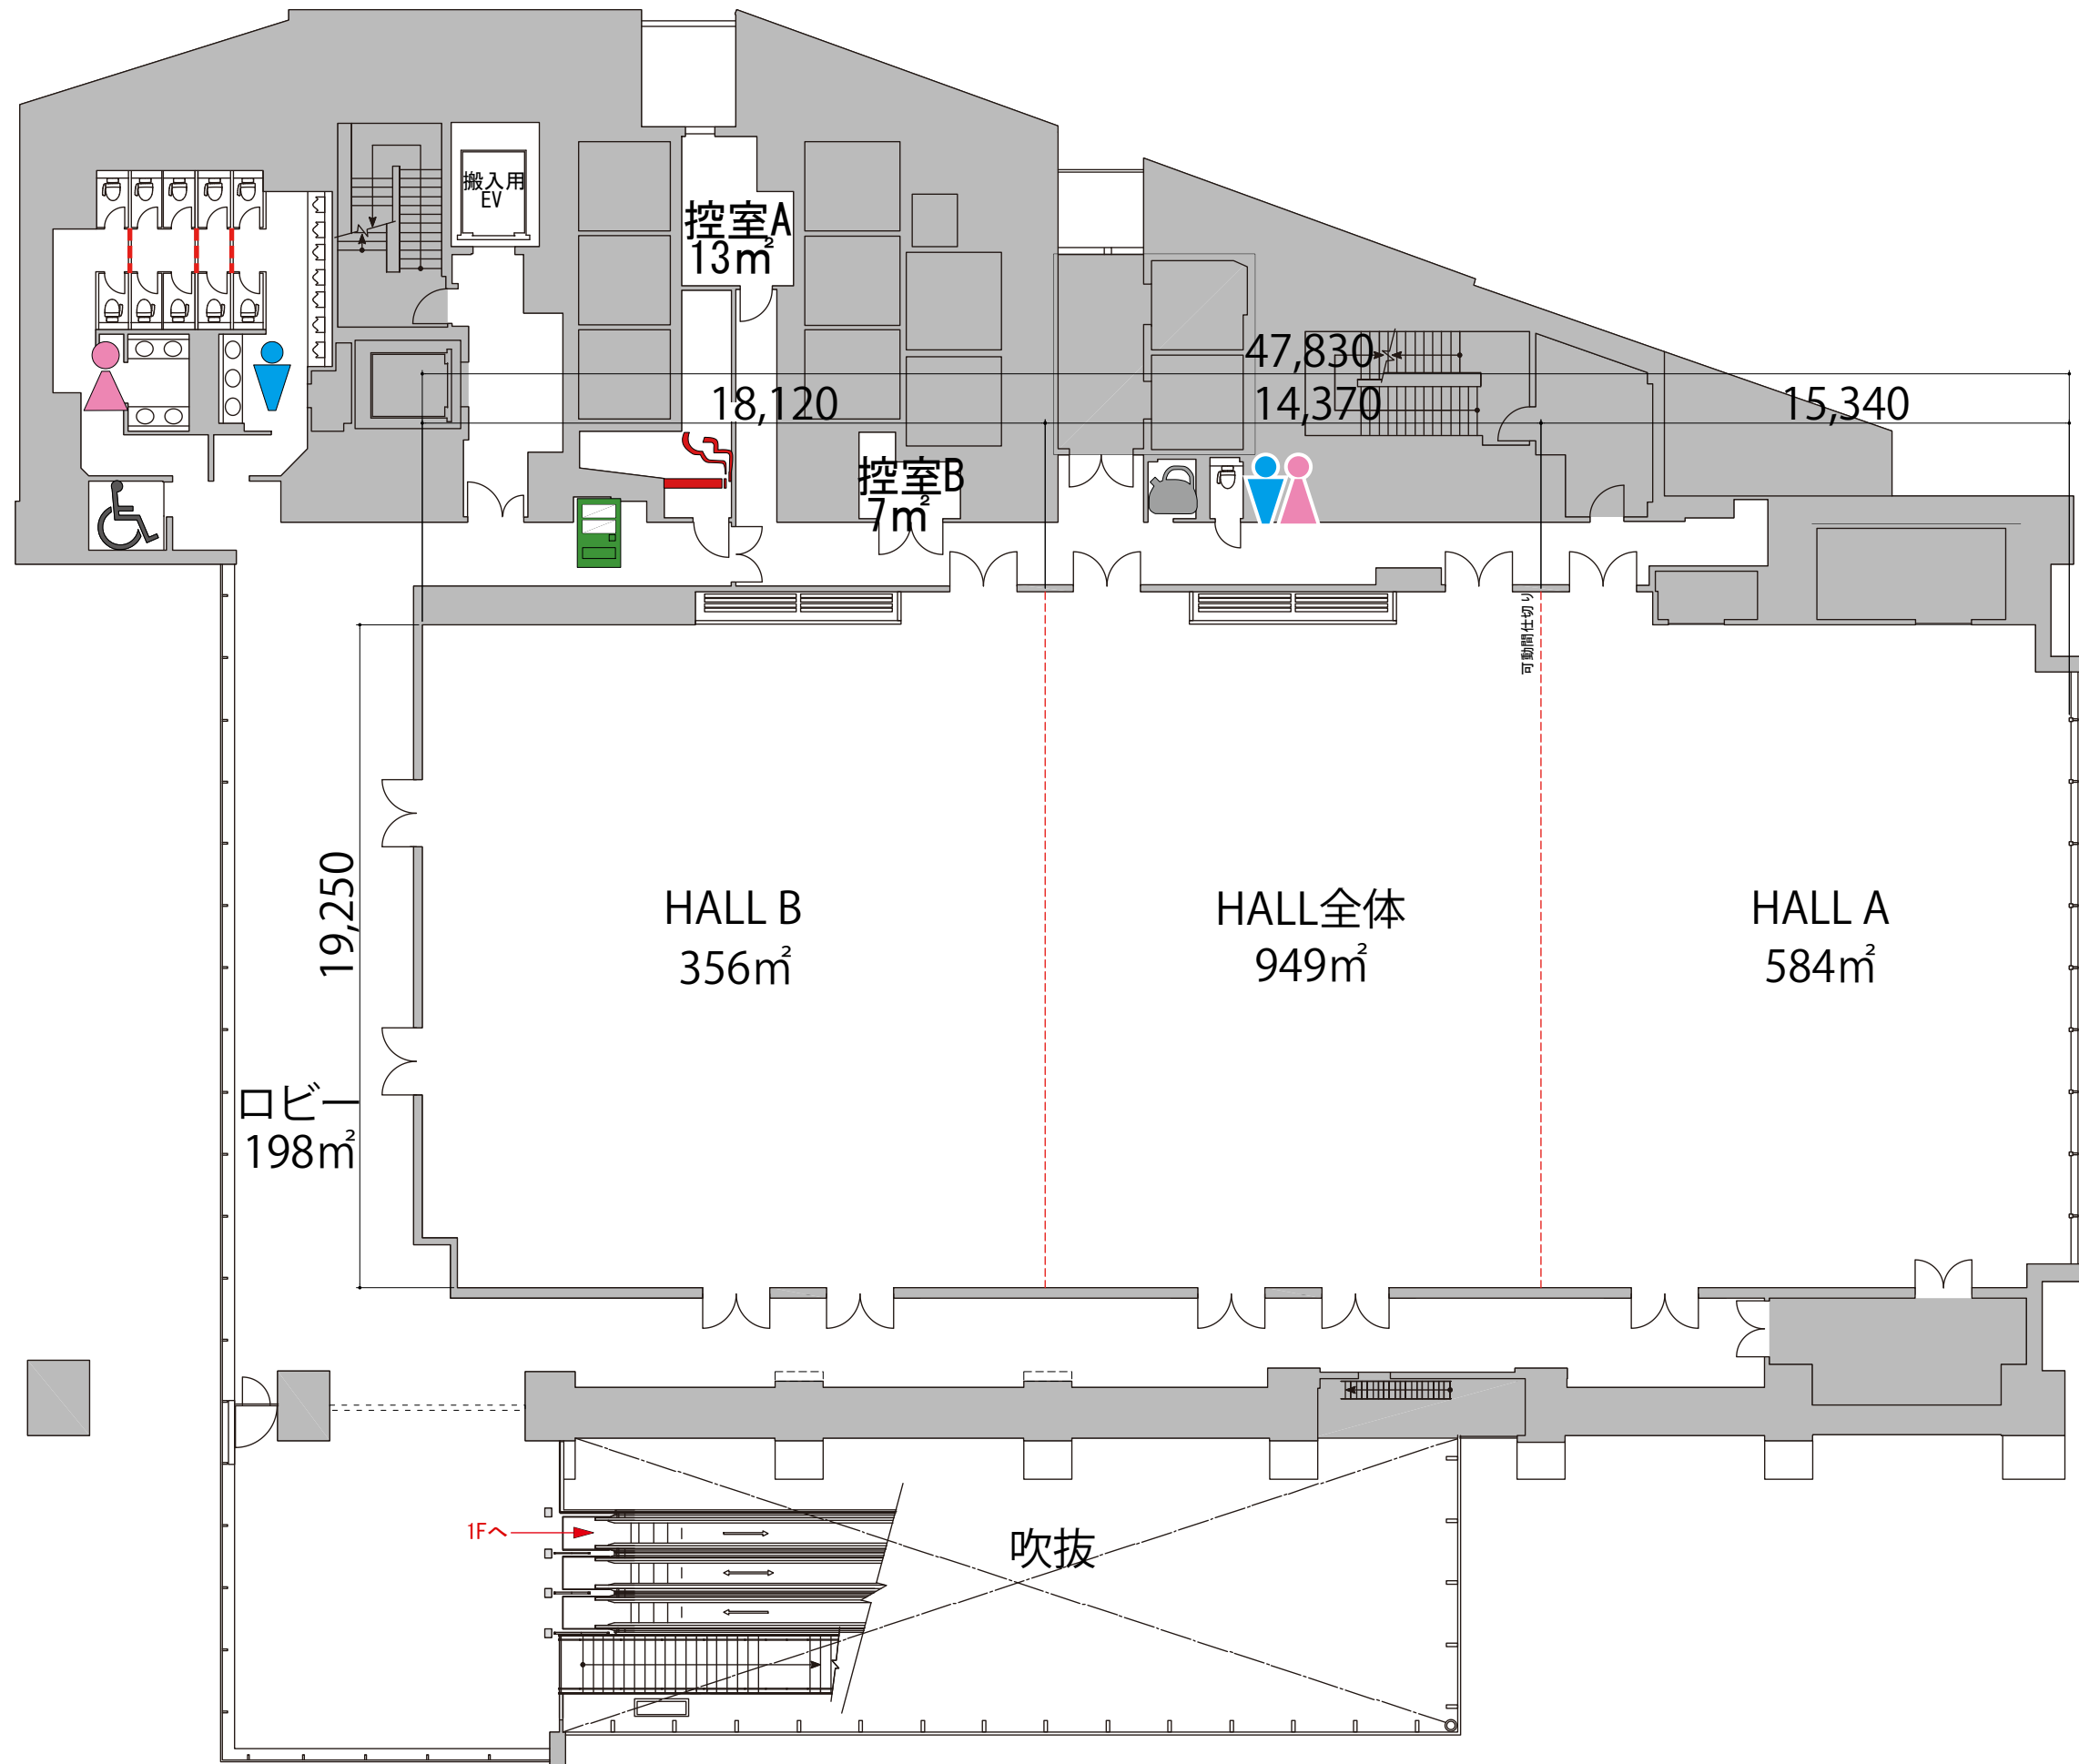 搬入用
EV
控室A
13㎡
47,830
18,120
14,370
15,340
控室B
7㎡
可動間仕切り
19,250
HALL B
356㎡
HALL全体
949㎡
HALL A
584㎡
ロビー
198㎡
1Fへ
吹抜